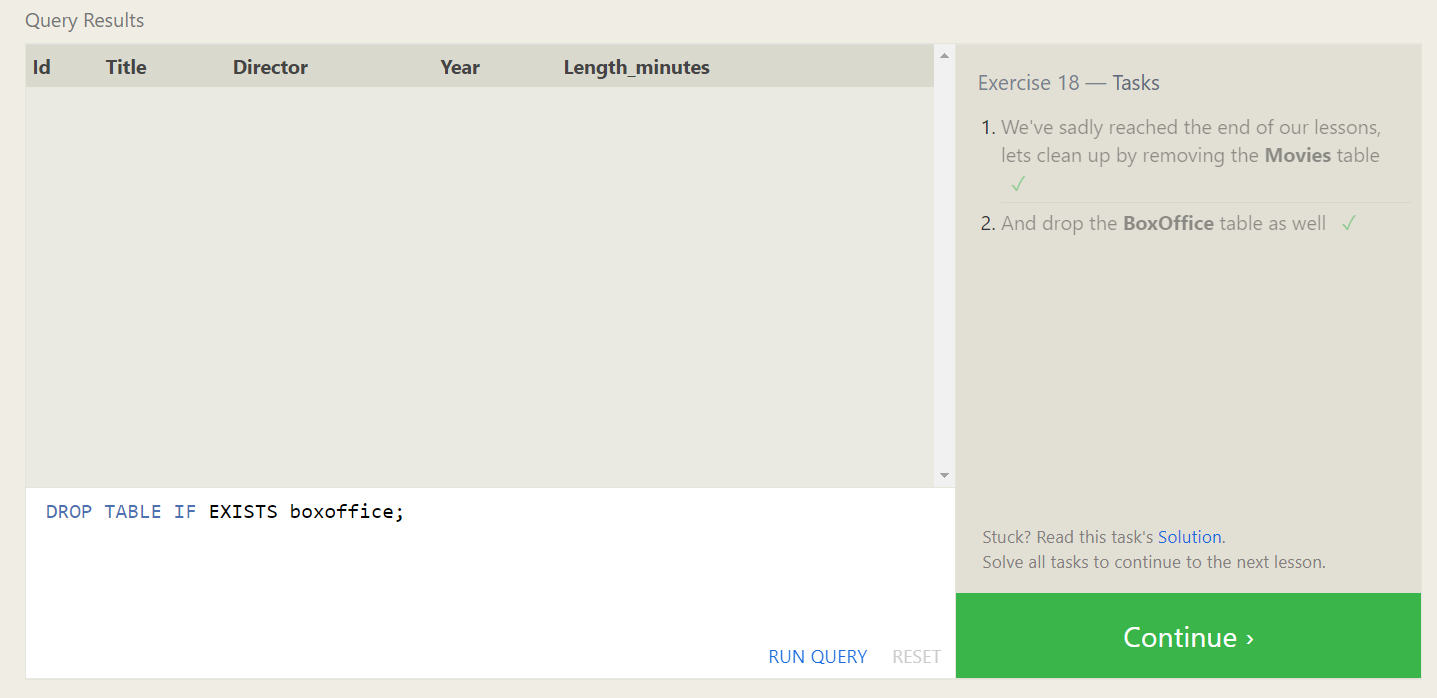 Query Results
Id Title Director Year Length_minutes
DROP TABLE IF EXISTS boxoffice;
RUN QUERY RESET
Exercise 18 — Tasks
1. We've sadly reached the end of our lessons,
lets clean up by removing the Movies table
✓
2. And drop the BoxOffice table as well ✓
Stuck? Read this task's Solution.
Solve all tasks to continue to the next lesson.
Continue ›